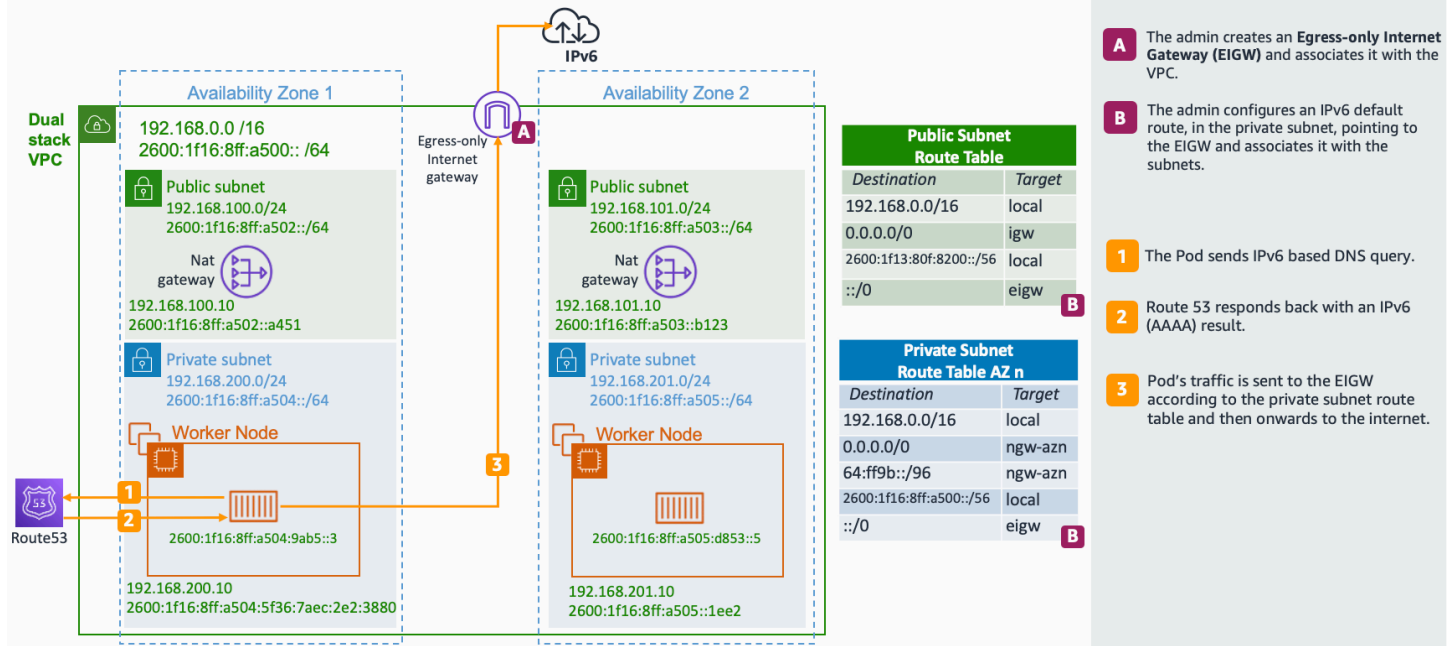 IPv6
Availability Zone 1
Availability Zone 2
Dual
stack
VPC
192.168.0.0 /16
2600:1f16:8ff:a500:: /64
Egress-only
Internet
gateway
A
Public subnet
192.168.100.0/24
2600:1f16:8ff:a502::/64
Nat
gateway
192.168.100.10
2600:1f16:8ff:a502::a451
Public subnet
192.168.101.0/24
2600:1f16:8ff:a503::/64
Nat
gateway
192.168.101.10
2600:1f16:8ff:a503::b123
Private subnet
192.168.200.0/24
2600:1f16:8ff:a504::/64
Worker Node
Private subnet
192.168.201.0/24
2600:1f16:8ff:a505::/64
Worker Node
3
53
Route53
1
2
2600:1f16:8ff:a504:9ab5::3
192.168.200.10
2600:1f16:8ff:a504:5f36:7aec:2e2:3880
2600:1f16:8ff:a505:d853::5
192.168.201.10
2600:1f16:8ff:a505::1ee2
Public Subnet
Route Table
Destination Target
192.168.0.0/16 local
0.0.0.0/0 igw
2600:1f13:80f:8200::/56 local
::/0 eigw
B
Private Subnet
Route Table AZ n
Destination Target
192.168.0.0/16 local
0.0.0.0/0 ngw-azn
64:ff9b::/96 ngw-azn
2600:1f16:8ff:a500::/56 local
::/0 eigw
B
A
The admin creates an Egress-only Internet
Gateway (EIGW) and associates it with the
VPC.
B
The admin configures an IPv6 default
route, in the private subnet, pointing to
the EIGW and associates it with the
subnets.
1
The Pod sends IPv6 based DNS query.
2
Route 53 responds back with an IPv6
(AAAA) result.
3
Pod's traffic is sent to the EIGW
according to the private subnet route
table and then onwards to the internet.